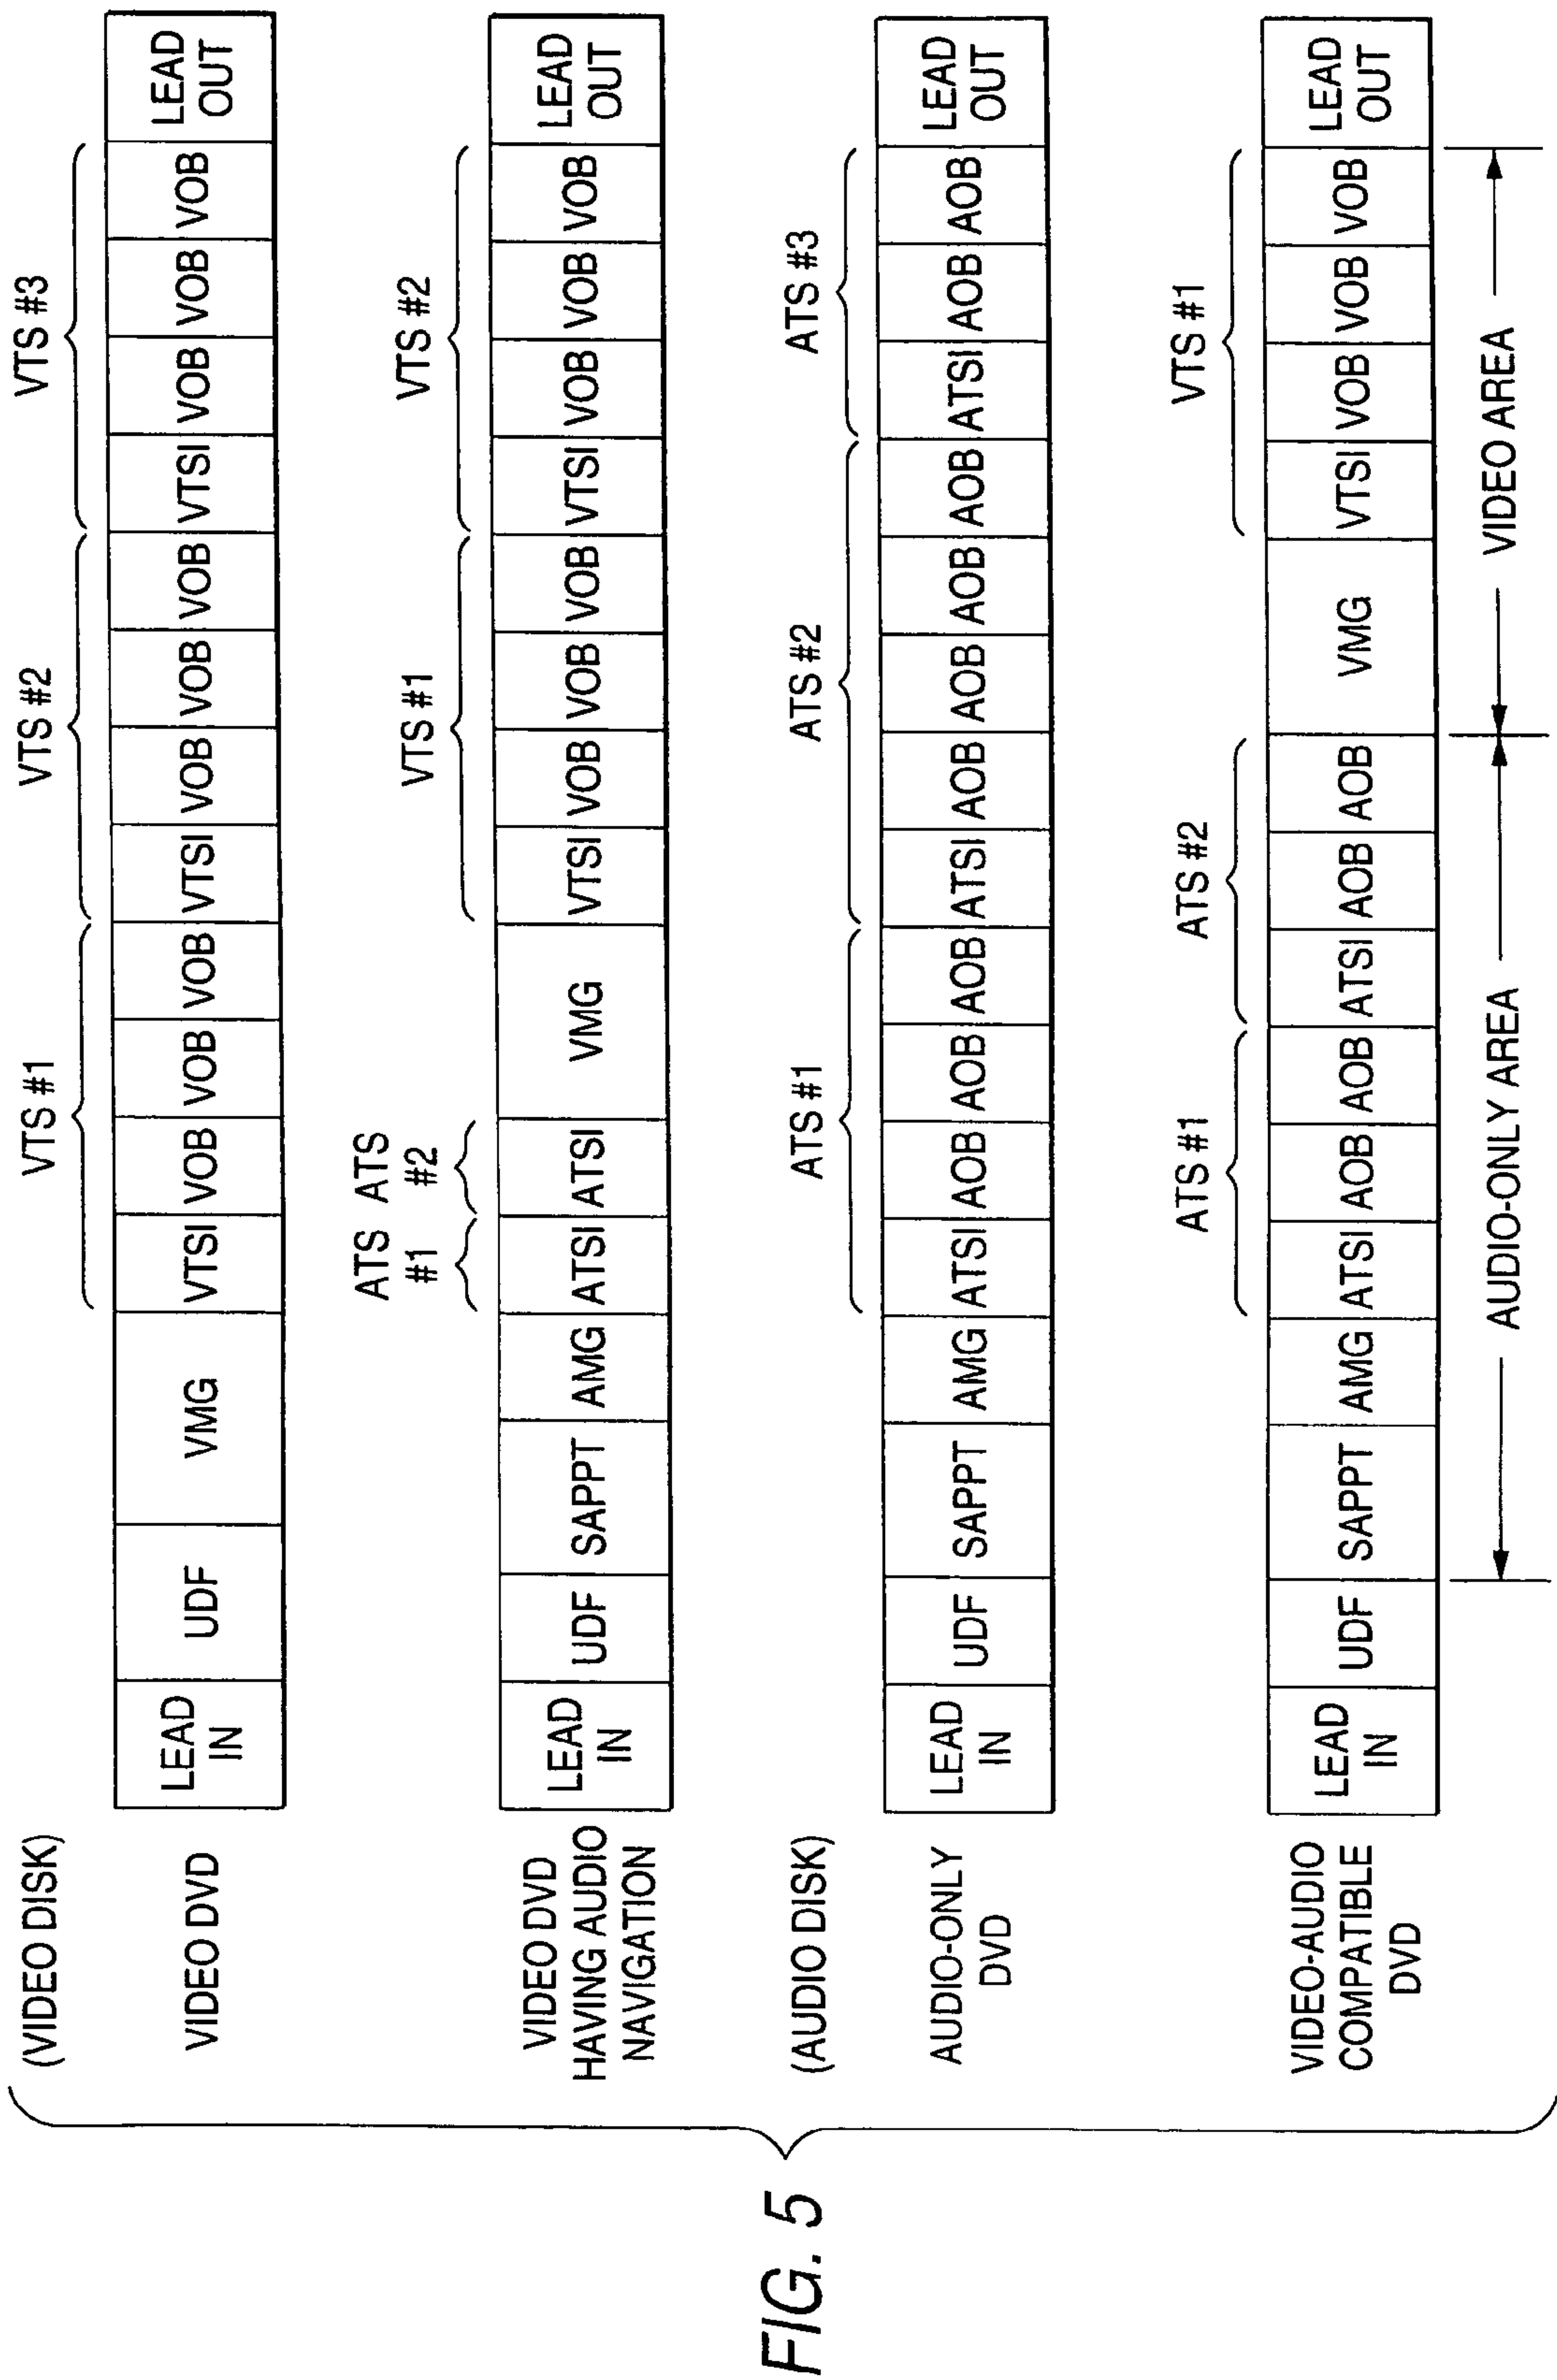 FIG. 5
(VIDEO DISK)
VTS #1 VTS #2 VTS #3
VIDEO DVD
LEAD IN UDF VMG VTSI VOB VOB VOB VTSI VOB VOB VOB VTSI VOB VOB VOB LEAD OUT
ATS #1 ATS #2 VTS #1 VTS #2
VIDEO DVD
HAVING AUDIO
NAVIGATION
LEAD IN UDF SAPPT AMG ATSI ATSI VMG VTSI VOB VOB VOB VTSI VOB VOB VOB LEAD OUT
(AUDIO DISK)
ATS #1 ATS #2 ATS #3
AUDIO-ONLY
DVD
LEAD IN UDF SAPPT AMG ATSI AOB AOB AOB ATSI AOB AOB AOB AOB ATSI AOB AOB LEAD OUT
ATS #1 ATS #2 VTS #1
VIDEO-AUDIO
COMPATIBLE
DVD
LEAD IN UDF SAPPT AMG ATSI AOB AOB ATSI AOB AOB VMG VTSI VOB VOB VOB LEAD OUT
AUDIO-ONLY AREA VIDEO AREA